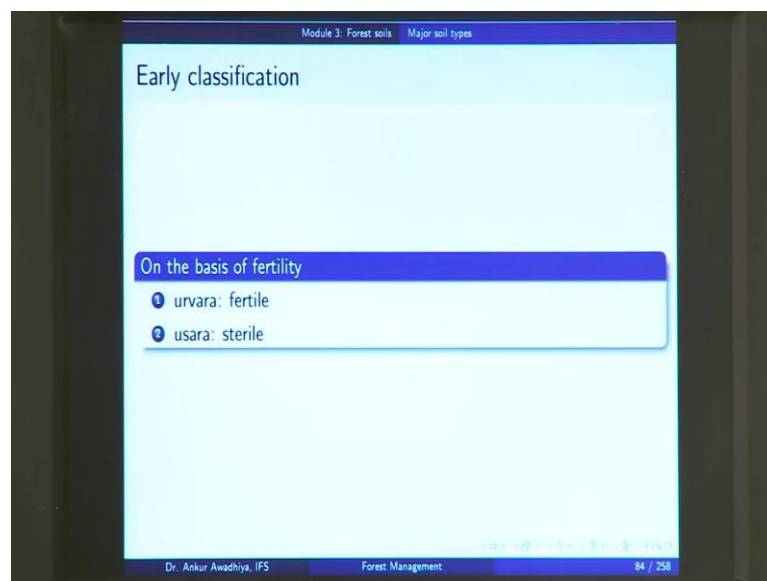 Module 3: Forest soils Major soil types
Early classification
On the basis of fertility
1 urvara: fertile
2 usara: sterile
Dr. Ankur Awadhiya, IFS Forest Management 84 / 258